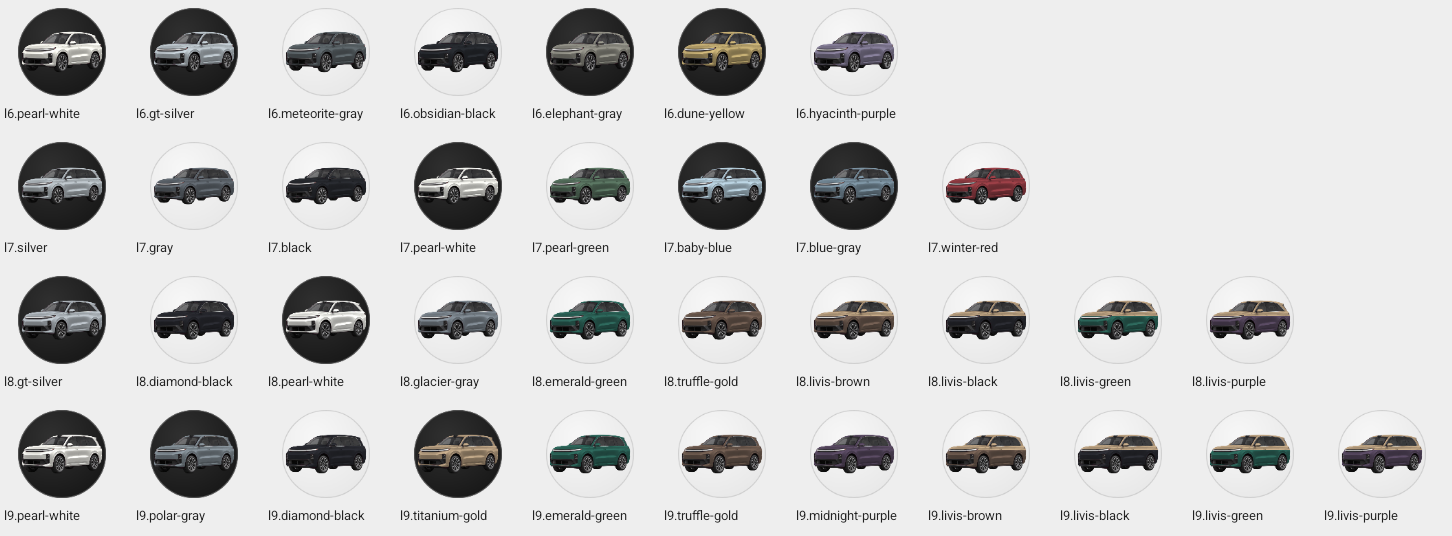 l6.pearl-white l6.gt-silver l6.meteorite-gray l6.obsidian-black l6.elephant-gray l6.dune-yellow l6.hyacinth-purple
l7.silver l7.gray l7.black l7.pearl-white l7.pearl-green l7.baby-blue l7.blue-gray l7.winter-red
l8.gt-silver l8.diamond-black l8.pearl-white l8.glacier-gray l8.emerald-green l8.truffle-gold l8.livis-brown l8.livis-black l8.livis-green l8.livis-purple
l9.pearl-white l9.polar-gray l9.diamond-black l9.titanium-gold l9.emerald-green l9.truffle-gold l9.midnight-purple l9.livis-brown l9.livis-black l9.livis-green l9.livis-purple